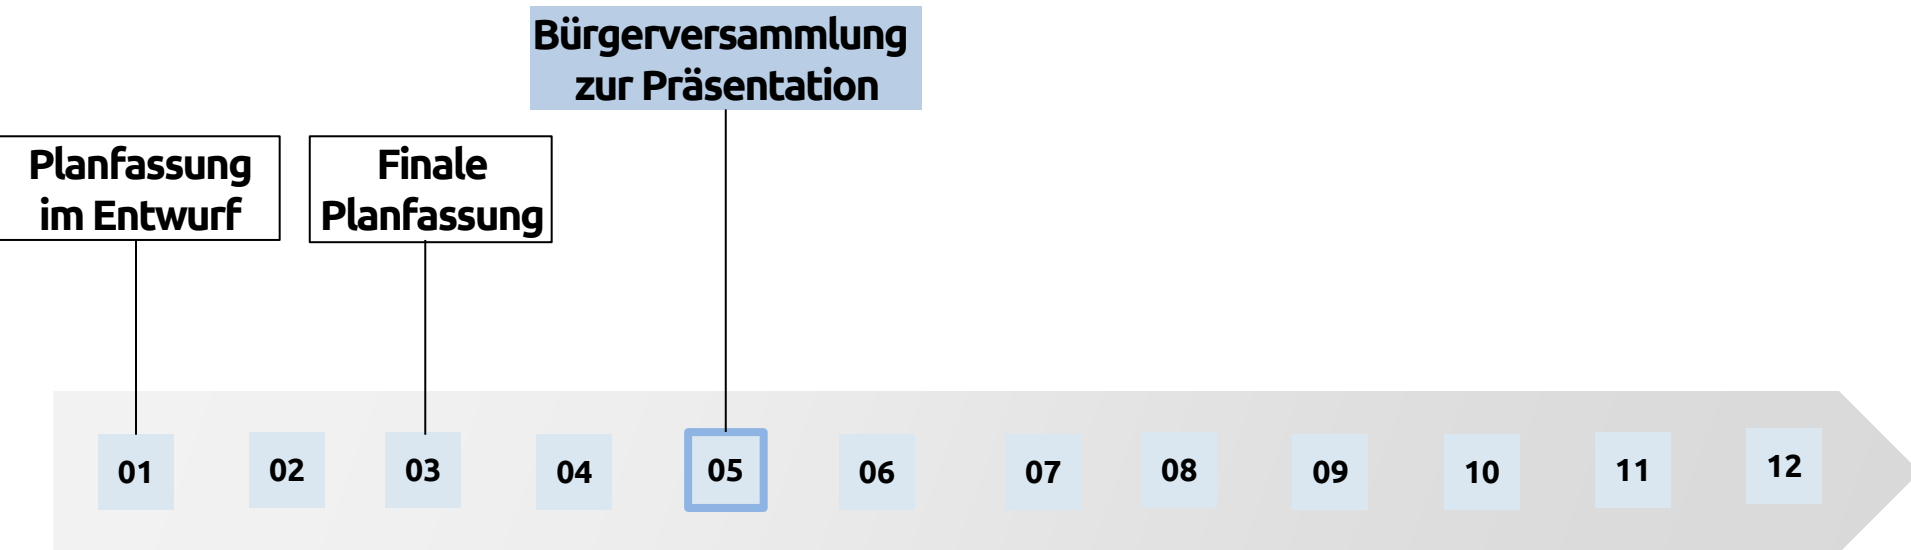 Bürgerversammlung
zur Präsentation
Planfassung
im Entwurf
Finale
Planfassung
01 02 03 04 05 06 07 08 09 10 11 12